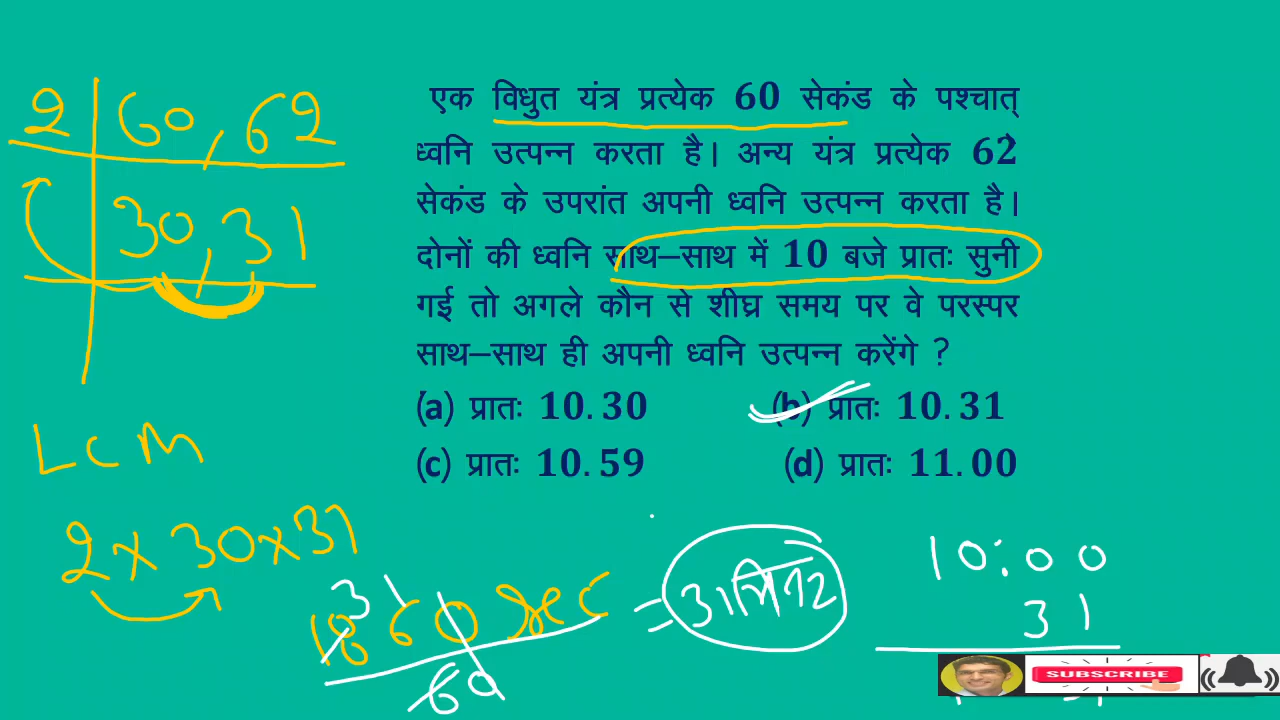 एक विधुत यंत्र प्रत्येक 60 सेकंड के पश्चात्
ध्वनि उत्पन्न करता है। अन्य यंत्र प्रत्येक 62
सेकंड के उपरांत अपनी ध्वनि उत्पन्न करता है।
दोनों की ध्वनि साथ–साथ में 10 बजे प्रातः सुनी
गई तो अगले कौन से शीघ्र समय पर वे परस्पर
साथ–साथ ही अपनी ध्वनि उत्पन्न करेंगे ?
(a) प्रातः 10.30 (b) प्रातः 10.31
(c) प्रातः 10.59 (d) प्रातः 11.00
2 60, 62
30, 31
LCM
2 × 30 × 31
31
1860 sec
60
= 31 मिनट
10:00
31
SUBSCRIBE